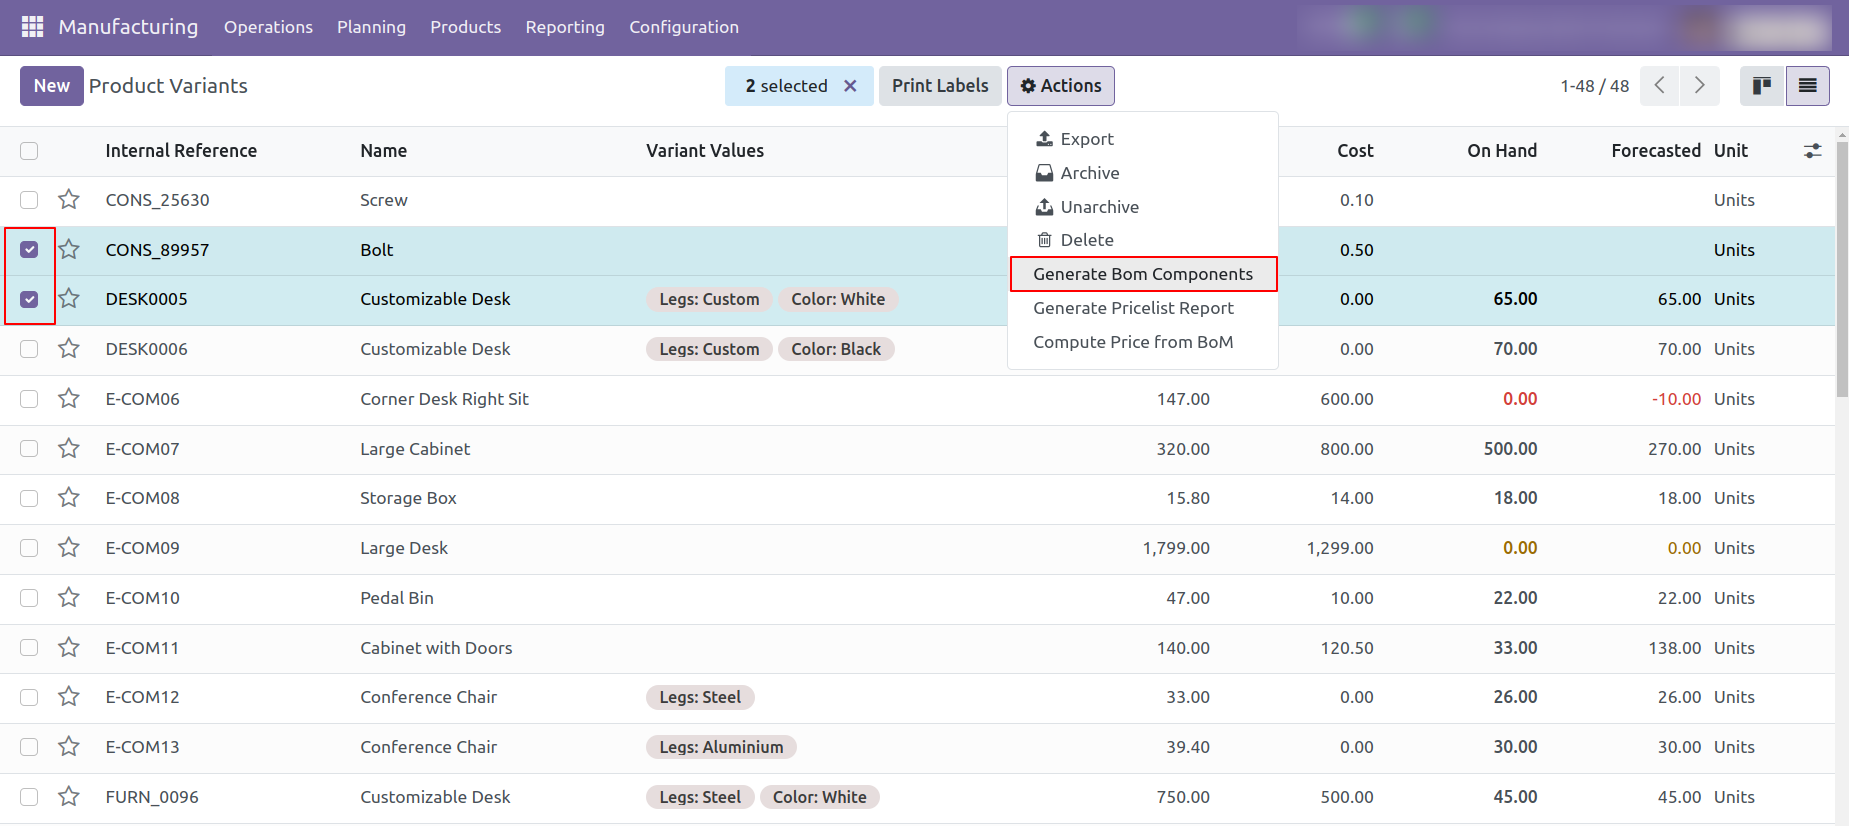 Manufacturing Operations Planning Products Reporting Configuration
New Product Variants 2 selected Print Labels Actions 1-48 / 48
Export
Archive
Unarchive
Delete
Generate Bom Components
Generate Pricelist Report
Compute Price from BoM
Internal Reference Name Variant Values Cost On Hand Forecasted Unit
CONS_25630 Screw 0.10 Units
CONS_89957 Bolt 0.50 Units
DESK0005 Customizable Desk Legs: Custom Color: White 0.00 65.00 65.00 Units
DESK0006 Customizable Desk Legs: Custom Color: Black 0.00 70.00 70.00 Units
E-COM06 Corner Desk Right Sit 147.00 600.00 0.00 -10.00 Units
E-COM07 Large Cabinet 320.00 800.00 500.00 270.00 Units
E-COM08 Storage Box 15.80 14.00 18.00 18.00 Units
E-COM09 Large Desk 1,799.00 1,299.00 0.00 0.00 Units
E-COM10 Pedal Bin 47.00 10.00 22.00 22.00 Units
E-COM11 Cabinet with Doors 140.00 120.50 33.00 138.00 Units
E-COM12 Conference Chair Legs: Steel 33.00 0.00 26.00 26.00 Units
E-COM13 Conference Chair Legs: Aluminium 39.40 0.00 30.00 30.00 Units
FURN_0096 Customizable Desk Legs: Steel Color: White 750.00 500.00 45.00 45.00 Units